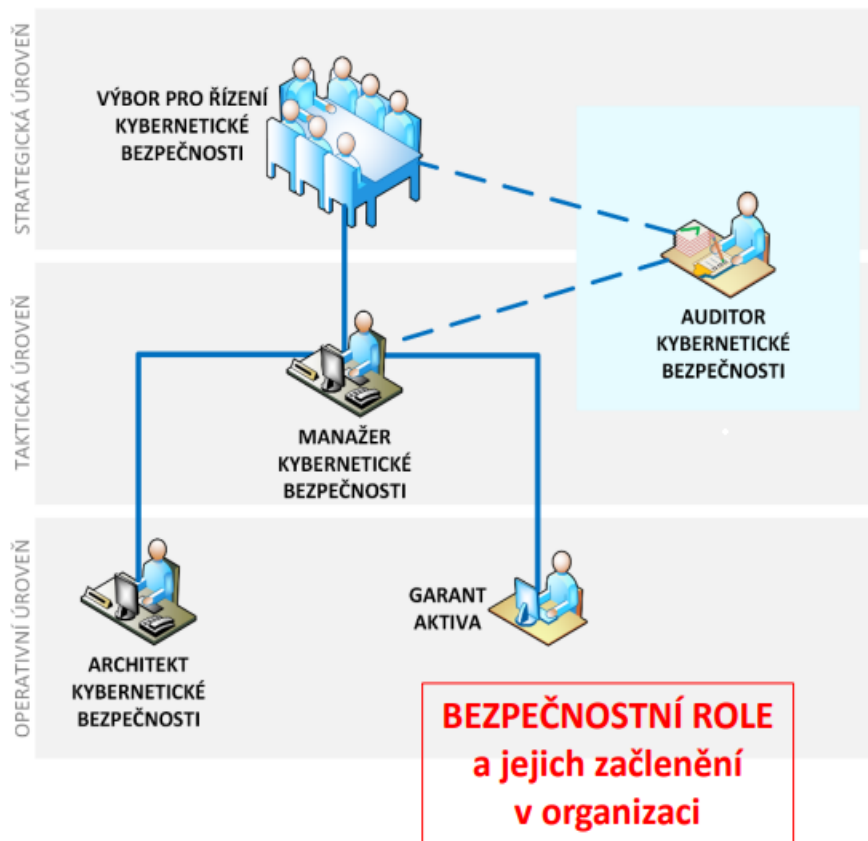 STRATEGICKÁ ÚROVEŇ
VÝBOR PRO ŘÍZENÍ
KYBERNETICKÉ
BEZPEČNOSTI
AUDITOR
KYBERNETICKÉ
BEZPEČNOSTI
TAKTICKÁ ÚROVEŇ
MANAŽER
KYBERNETICKÉ
BEZPEČNOSTI
OPERATIVNÍ ÚROVEŇ
ARCHITEKT
KYBERNETICKÉ
BEZPEČNOSTI
GARANT
AKTIVA
BEZPEČNOSTNÍ ROLE
a jejich začlenění
v organizaci